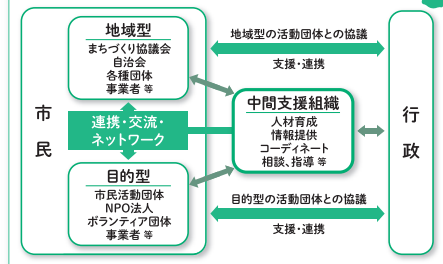 地域型
まちづくり協議会
自治会
各種団体
事業者 等
市民
連携・交流・
ネットワーク
目的型
市民活動団体
NPO法人
ボランティア団体
事業者 等
地域型の活動団体との協議
支援・連携
中間支援組織
人材育成
情報提供
コーディネート
相談、指導 等
目的型の活動団体との協議
支援・連携
行政